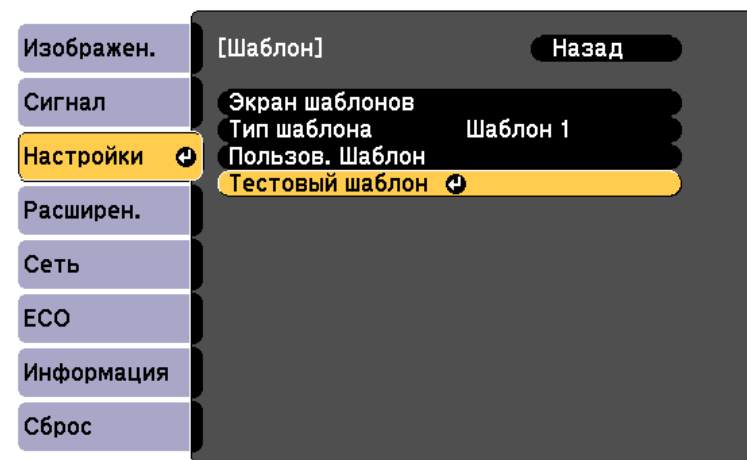 Изображен.
Сигнал
Настройки
Расширен.
Сеть
ECO
Информация
Сброс
[Шаблон]
Назад
Экран шаблонов
Тип шаблона Шаблон 1
Пользов. Шаблон
Тестовый шаблон